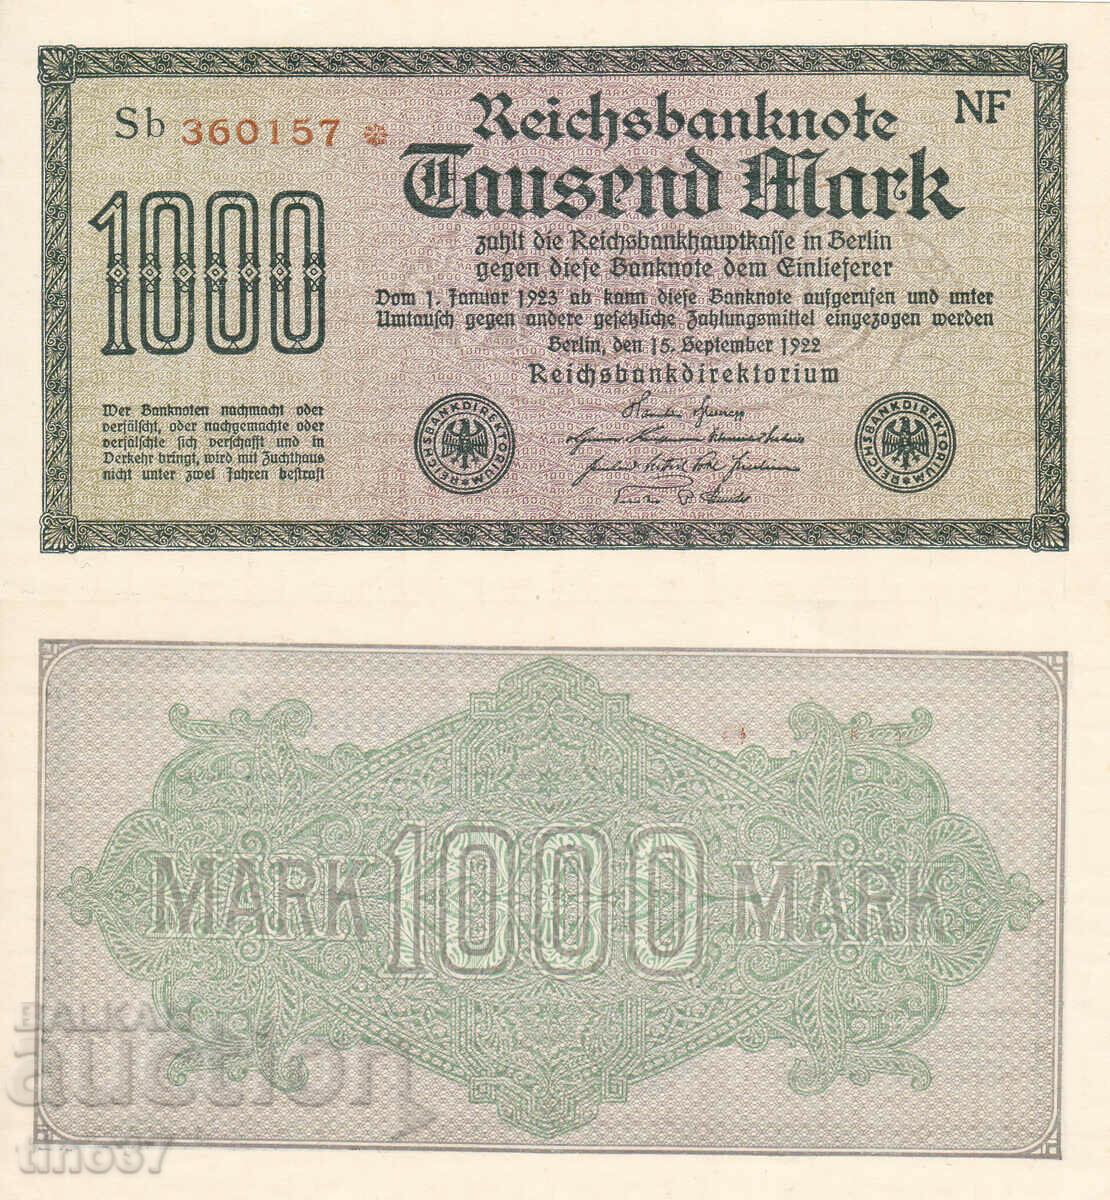 Sb 360157 *
NF
Reichsbanknote
Tausend Mark
1000
zahlt die Reichsbankhauptkasse in Berlin
gegen diese Banknote dem Einlieferer
Vom 1. Januar 1923 ab kann diese Banknote aufgerufen und unter
Umtausch gegen andere gesetzliche Zahlungsmittel eingezogen werden
Berlin, den 15. September 1922
Reichsbankdirektorium
Wer Banknoten nachmacht oder
verfälscht, oder nachgemachte oder
verfälschte sich verschafft und in
Verkehr bringt, wird mit Zuchthaus
nicht unter zwei Jahren bestraft
REICHSBANKDIREKTORIUM
REICHSBANKDIREKTORIUM
MARK 1000 MARK
BALKAN
auction
tino37